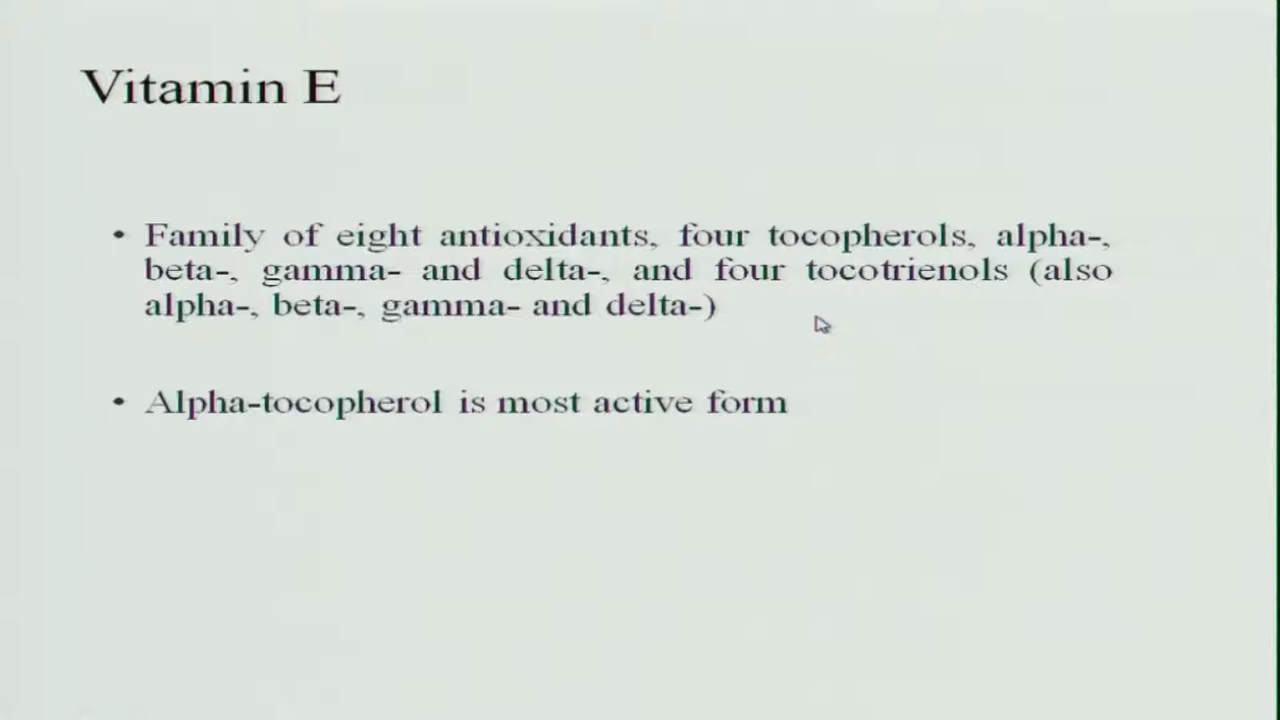 Vitamin E
• Family of eight antioxidants, four tocopherols, alpha-,
beta-, gamma- and delta-, and four tocotrienols (also
alpha-, beta-, gamma- and delta-)
• Alpha-tocopherol is most active form